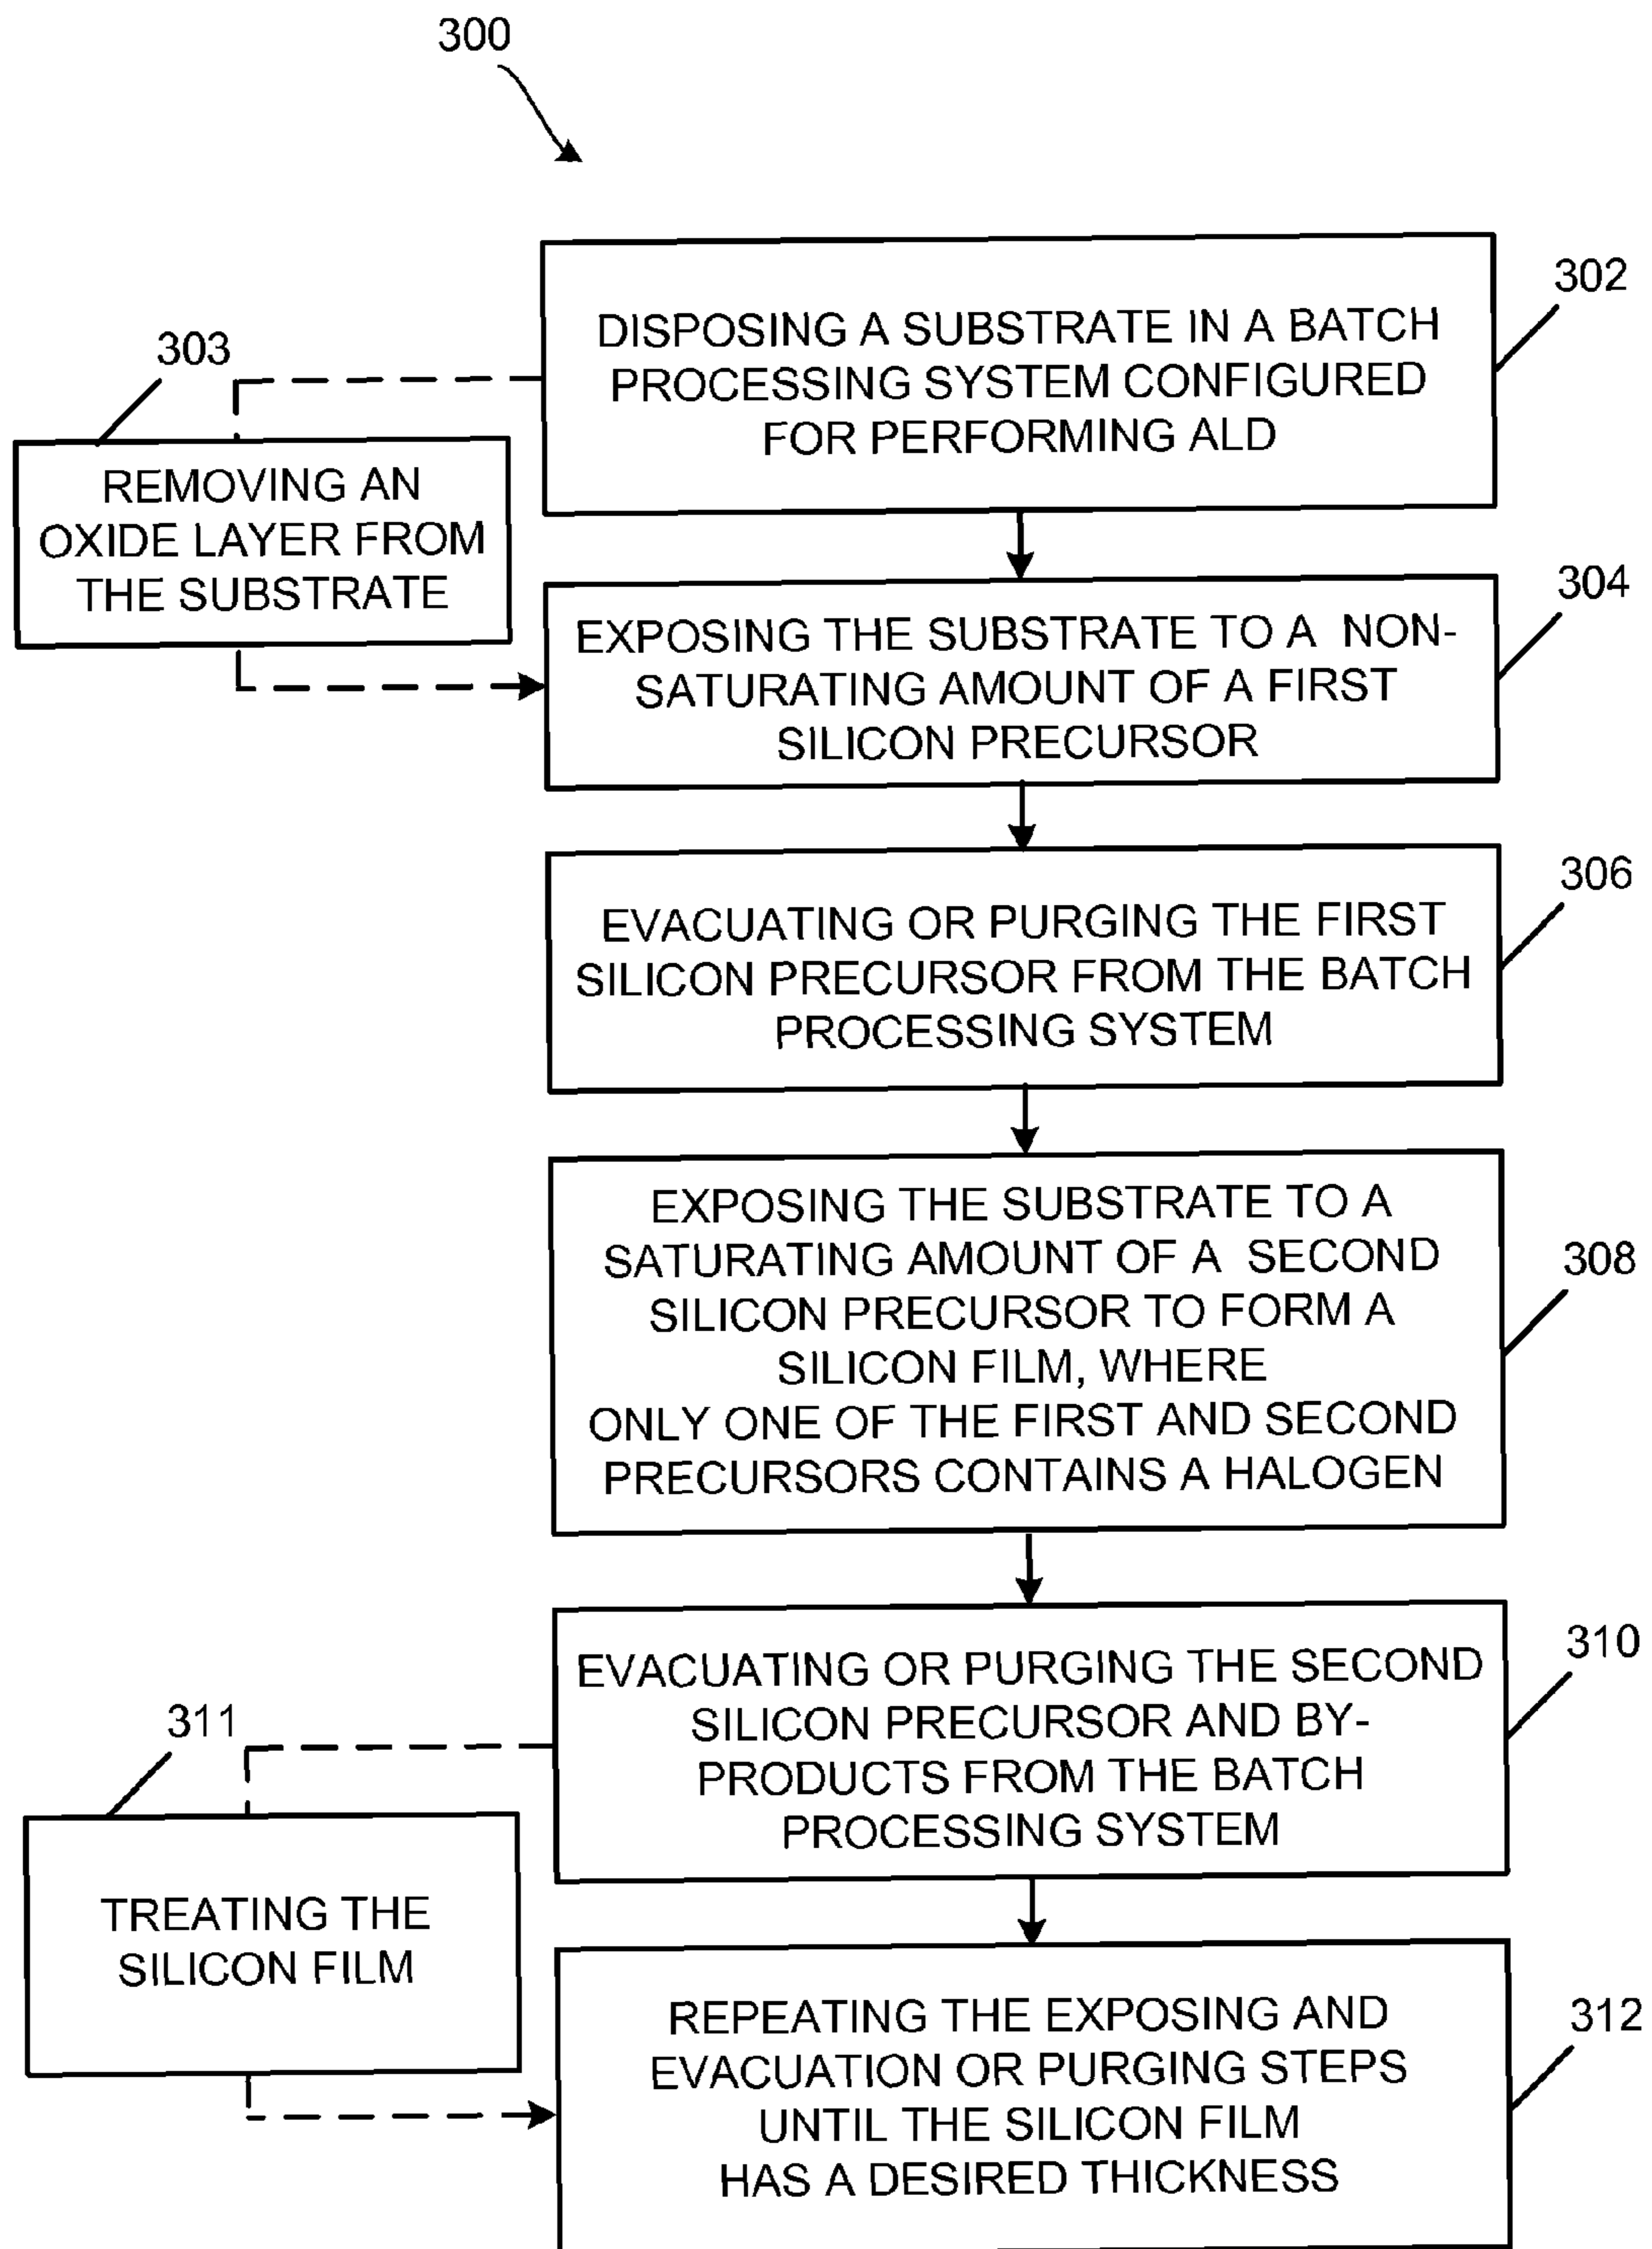 300
302
DISPOSING A SUBSTRATE IN A BATCH
PROCESSING SYSTEM CONFIGURED
FOR PERFORMING ALD
303
REMOVING AN
OXIDE LAYER FROM
THE SUBSTRATE
304
EXPOSING THE SUBSTRATE TO A NON-
SATURATING AMOUNT OF A FIRST
SILICON PRECURSOR
306
EVACUATING OR PURGING THE FIRST
SILICON PRECURSOR FROM THE BATCH
PROCESSING SYSTEM
308
EXPOSING THE SUBSTRATE TO A
SATURATING AMOUNT OF A SECOND
SILICON PRECURSOR TO FORM A
SILICON FILM, WHERE
ONLY ONE OF THE FIRST AND SECOND
PRECURSORS CONTAINS A HALOGEN
310
EVACUATING OR PURGING THE SECOND
SILICON PRECURSOR AND BY-
PRODUCTS FROM THE BATCH
PROCESSING SYSTEM
311
TREATING THE
SILICON FILM
312
REPEATING THE EXPOSING AND
EVACUATION OR PURGING STEPS
UNTIL THE SILICON FILM
HAS A DESIRED THICKNESS